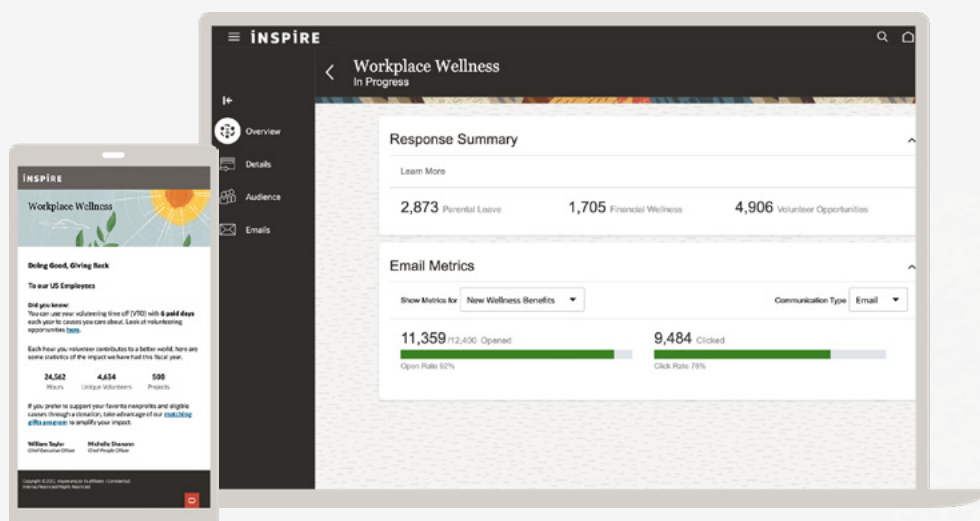 INSPIRE
Workplace Wellness
In Progress
Overview
Details
Audience
Emails
Response Summary
Learn More
2,873 Parental Leave
1,705 Financial Wellness
4,906 Volunteer Opportunities
Email Metrics
Show Metrics for New Wellness Benefits
Communication Type Email
11,359 /12,400 Opened
9,484 Clicked
Open Rate 92%
Click Rate 76%
INSPIRE
Workplace Wellness
Doing Good, Giving Back
To our US Employees
Did you know?
You can use your volunteering time off (VTO) with 6 paid days
each year to causes you care about. Look at volunteering
opportunities here.
Each hour you volunteer contributes to a better world, here are
some statistics of the impact we have had this fiscal year.
24,562
4,634
508
Hours
Unique Volunteers
Projects
If you prefer to support your favorite nonprofits and eligible
causes through a donation, take advantage of our matching
gifts program to amplify your impact.
William Taylor
Chief Executive Officer
Michelle
Chief People Officer